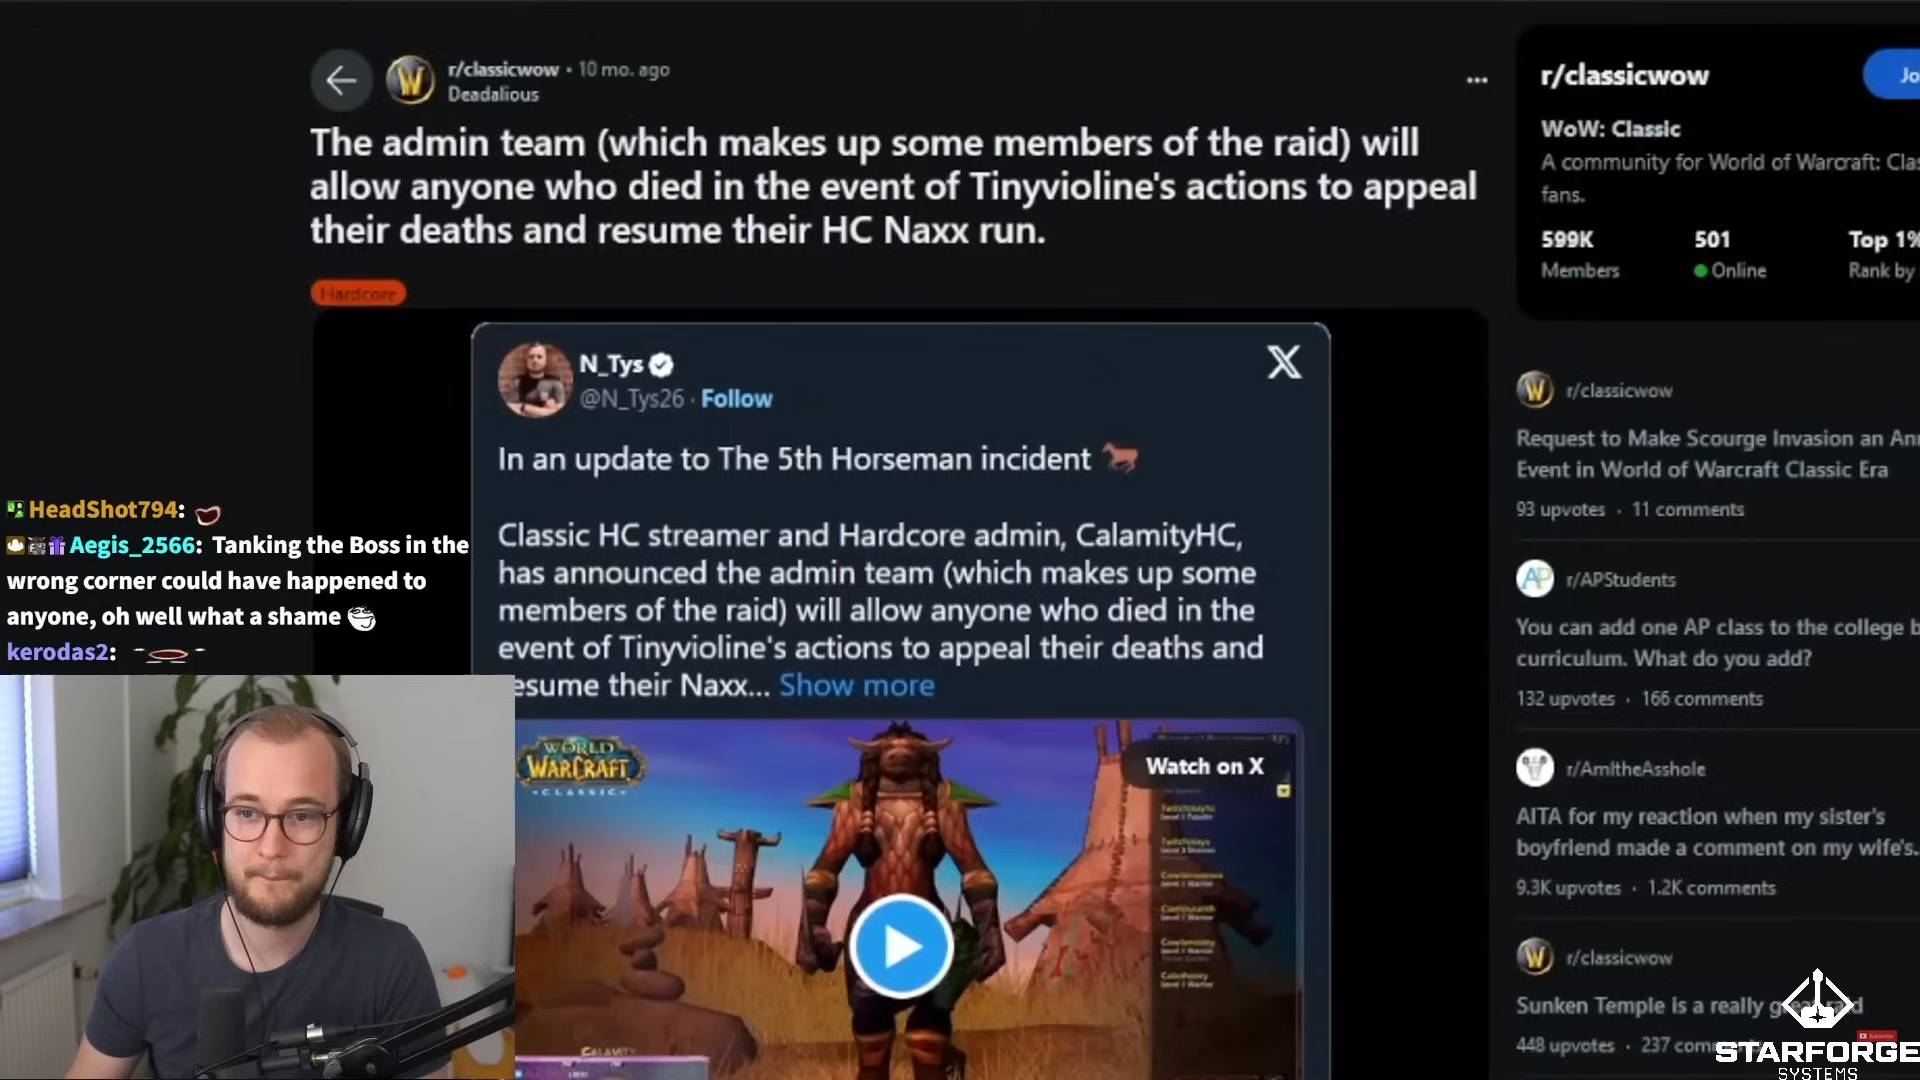 r/classicwow • 10 mo. ago
Deadalious
The admin team (which makes up some members of the raid) will
allow anyone who died in the event of Tinyvioline's actions to appeal
their deaths and resume their HC Naxx run.
Hardcore
N_Tys
@N_Tys26 · Follow
In an update to The 5th Horseman incident
Classic HC streamer and Hardcore admin, CalamityHC,
has announced the admin team (which makes up some
members of the raid) will allow anyone who died in the
event of Tinyvioline's actions to appeal their deaths and
esume their Naxx... Show more
WORLD
WARCRAFT
CLASSIC
Watch on X
CALAMITY
HeadShot794:
Aegis_2566: Tanking the Boss in the
wrong corner could have happened to
anyone, oh well what a shame
kerodas2:
r/classicwow
Jo
WoW: Classic
A community for World of Warcraft: Clas
fans.
599K
501
Top 1%
Members
Online
Rank by
r/classicwow
Request to Make Scourge Invasion an An
Event in World of Warcraft Classic Era
93 upvotes · 11 comments
r/APStudents
You can add one AP class to the college b
curriculum. What do you add?
132 upvotes · 166 comments
r/AmItheAsshole
AITA for my reaction when my sister's
boyfriend made a comment on my wife's..
9.3K upvotes · 1.2K comments
r/classicwow
Sunken Temple is a really
448 upvotes · 237 com
STARFORGE
SYSTEMS